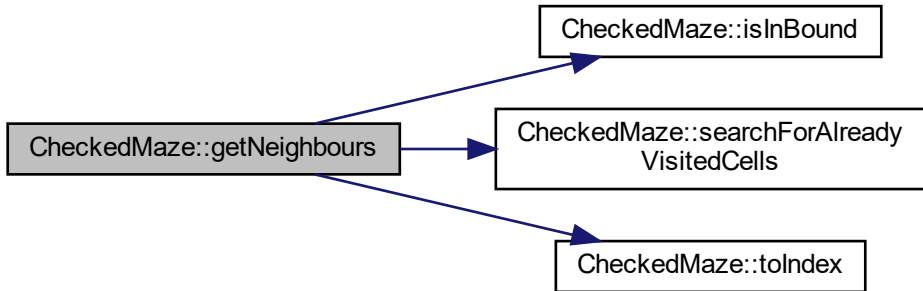 CheckedMaze::isInBound
CheckedMaze::getNeighbours
CheckedMaze::searchForAlready
VisitedCells
CheckedMaze::toIndex